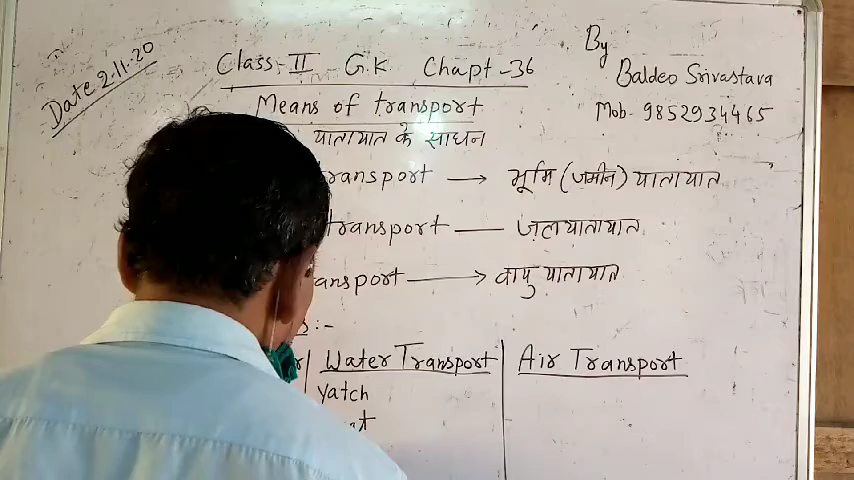 Date 2.11.20
Class-II G.K Chapt-36
By
Baldeo Srivastava
Mob- 9852934465
Means of transport
यातायात के साधन
ransport → भूमि (जमीन) यातायात
transport — जलयातायात
ansport → वायु यातायात
s:-
Water Transport
Air Transport
Yatch